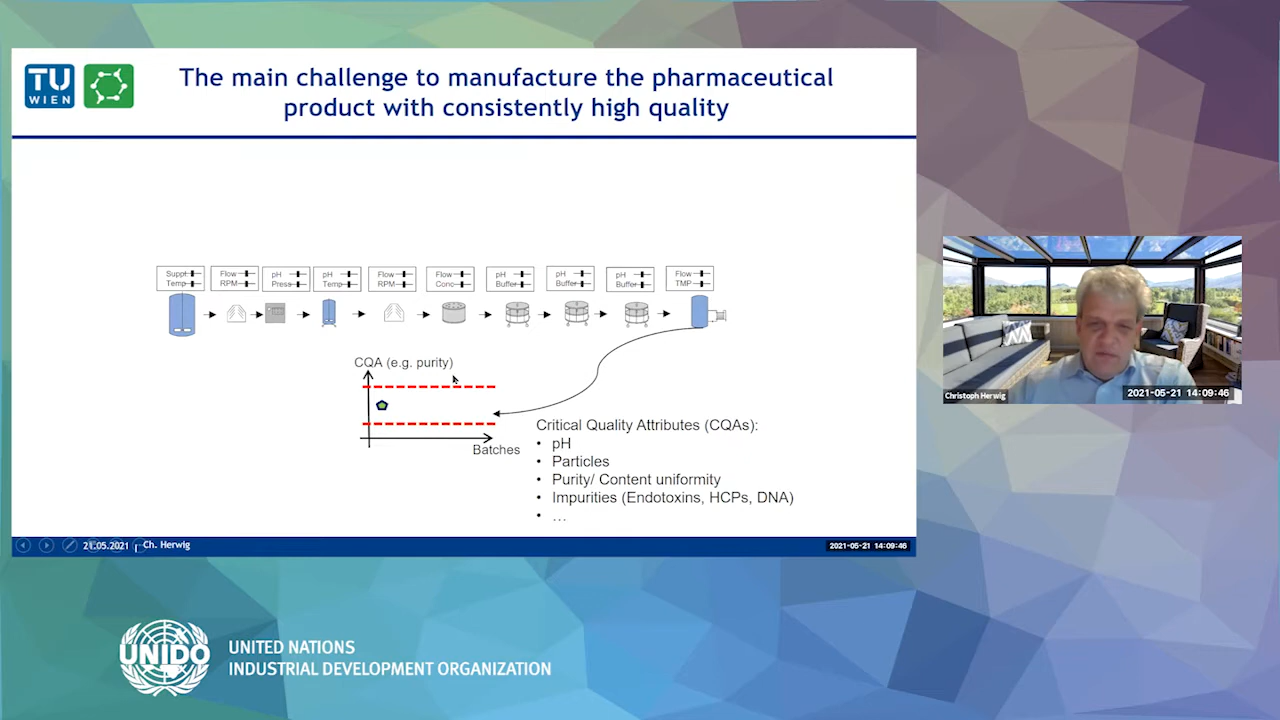 TU
WIEN
The main challenge to manufacture the pharmaceutical
product with consistently high quality
Suppl
Temp
Flow
RPM
pH
Press
pH
Temp
Flow
RPM
Flow
Conc
pH
Buffer
pH
Buffer
pH
Buffer
Flow
TMP
CQA (e.g. purity)
Batches
Critical Quality Attributes (CQAs):
• pH
• Particles
• Purity/ Content uniformity
• Impurities (Endotoxins, HCPs, DNA)
• …
21.05.2021
Ch. Herwig
2021-05-21 14:09:46
Christoph Herwig
2021-05-21 14:09:46
UNIDO
UNITED NATIONS
INDUSTRIAL DEVELOPMENT ORGANIZATION